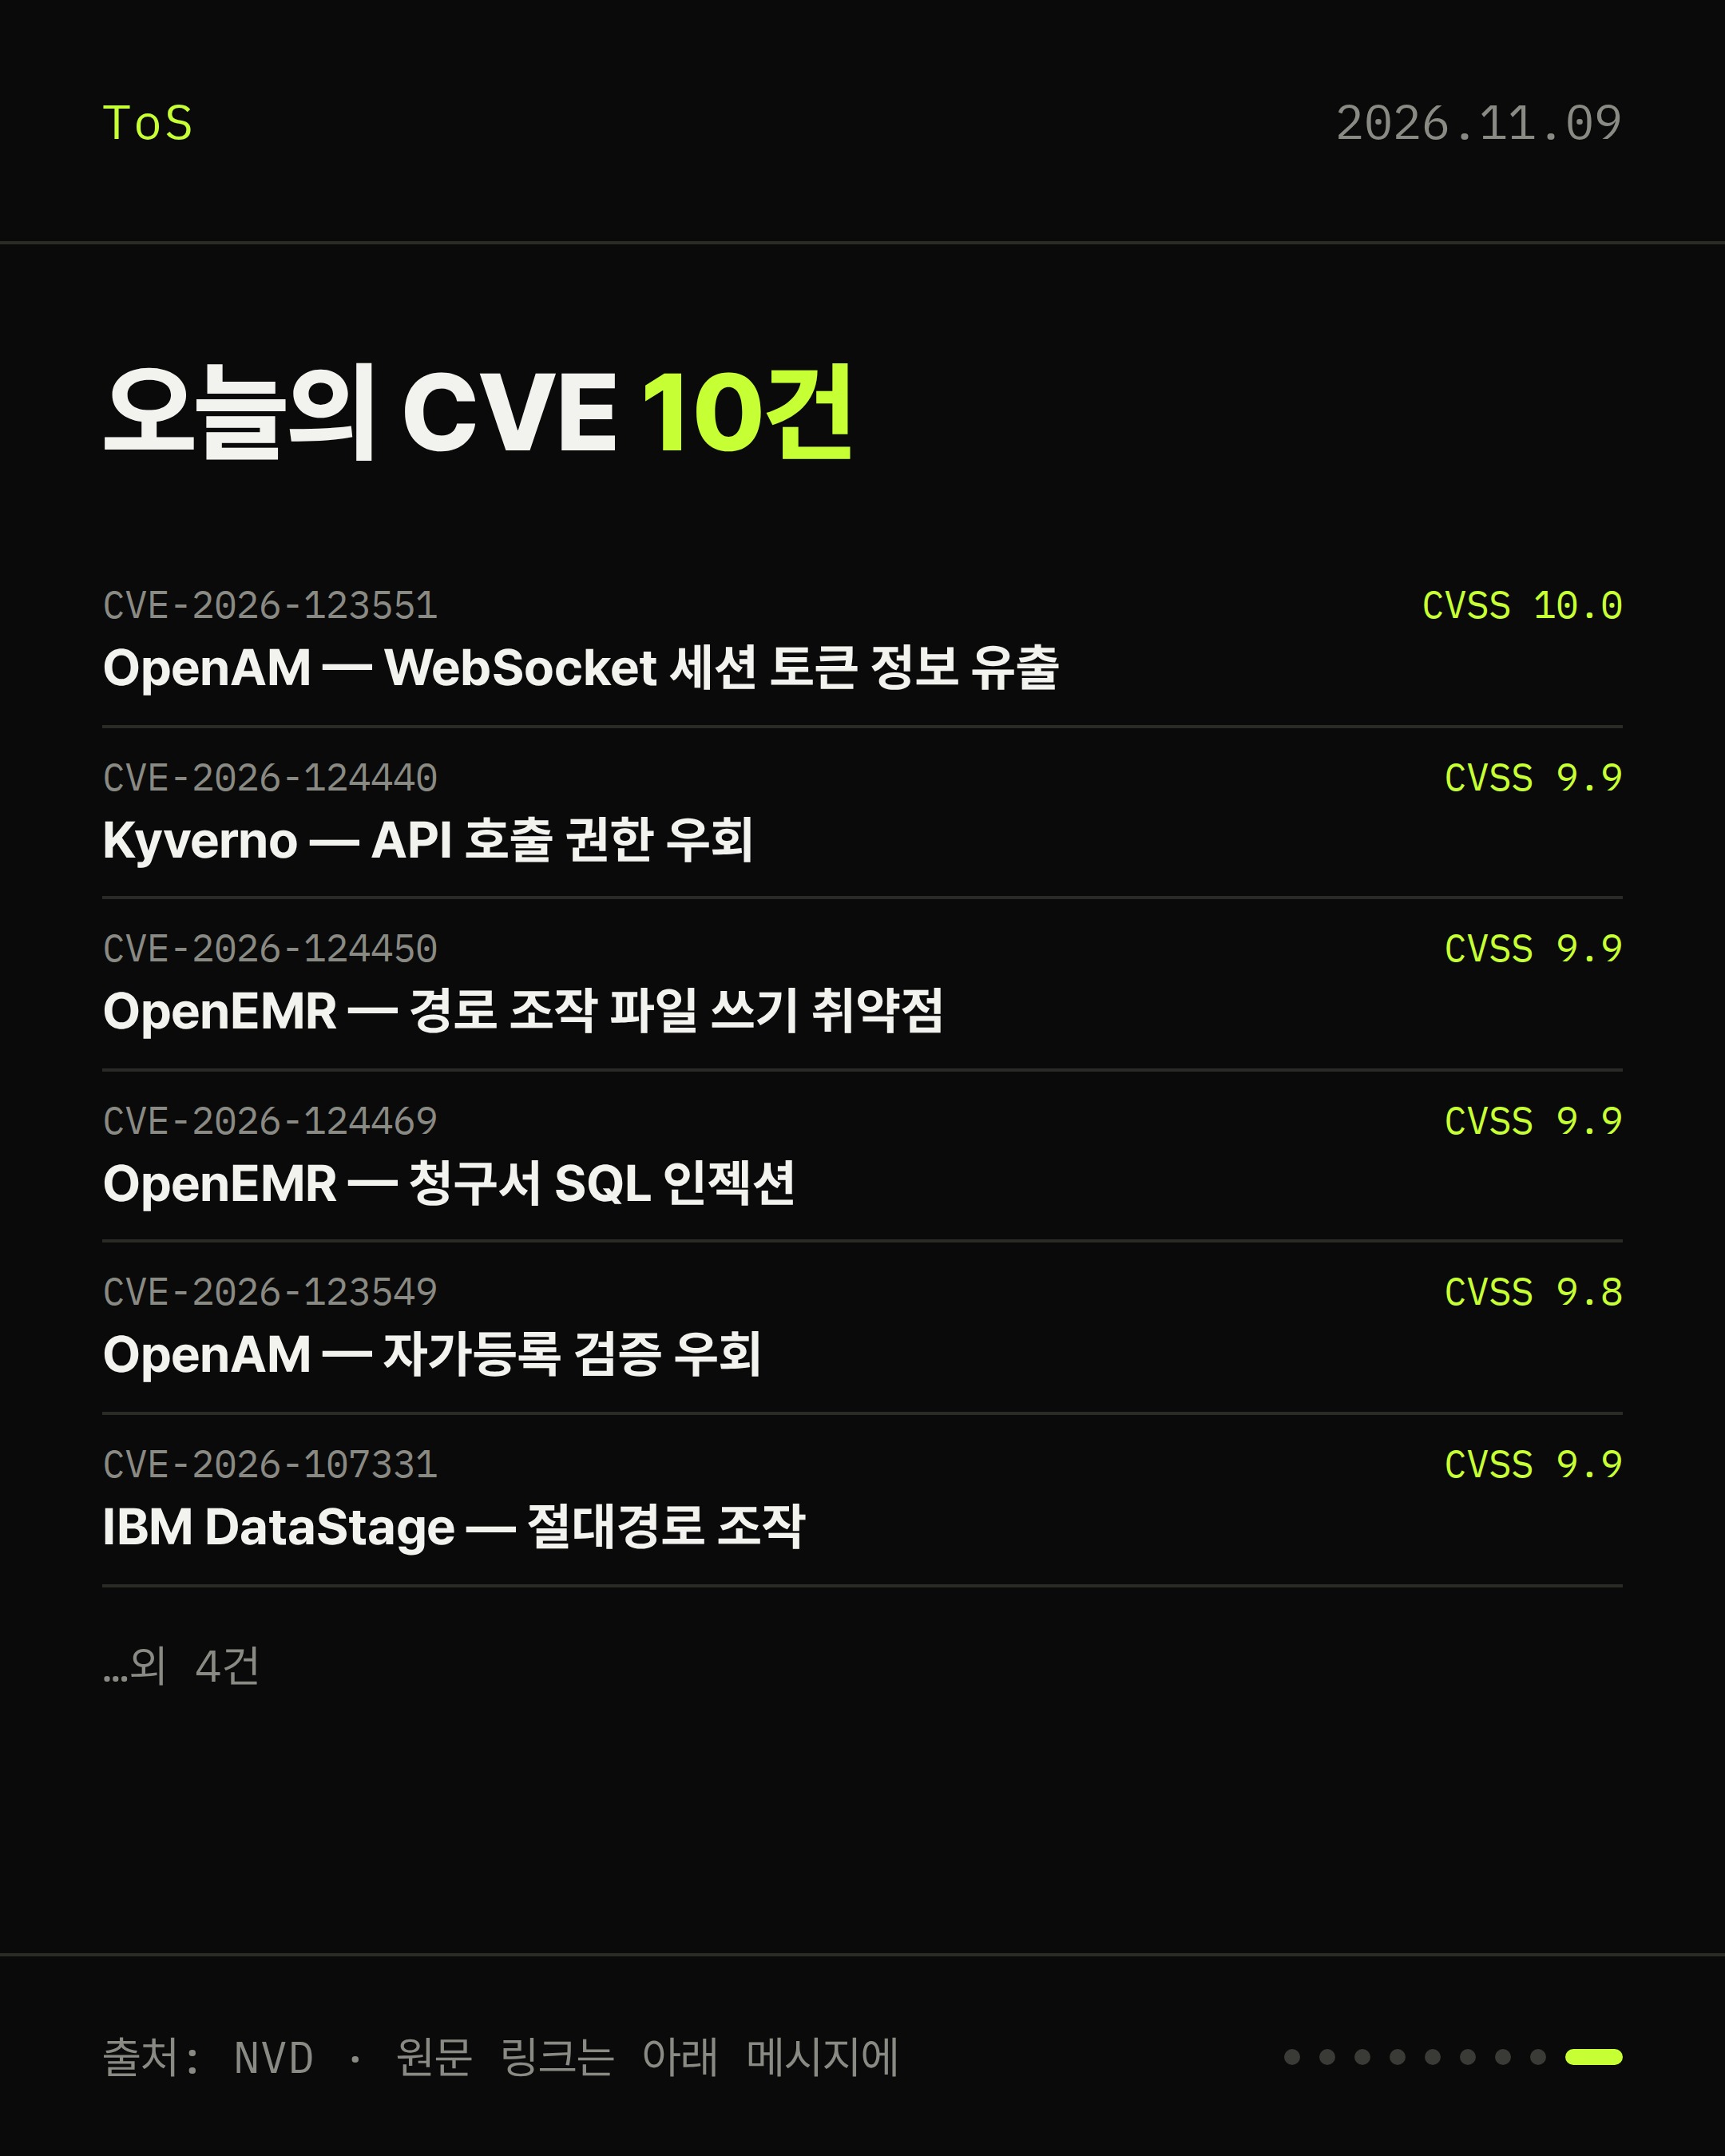 ToS
2026.11.09
오늘의 CVE 10건
CVE-2026-123551
CVSS 10.0
OpenAM — WebSocket 세션 토큰 정보 유출
CVE-2026-124440
CVSS 9.9
Kyverno — API 호출 권한 우회
CVE-2026-124450
CVSS 9.9
OpenEMR — 경로 조작 파일 쓰기 취약점
CVE-2026-124469
CVSS 9.9
OpenEMR — 청구서 SQL 인젝션
CVE-2026-123549
CVSS 9.8
OpenAM — 자가등록 검증 우회
CVE-2026-107331
CVSS 9.9
IBM DataStage — 절대경로 조작
…외 4건
출처: NVD · 원문 링크는 아래 메시지에